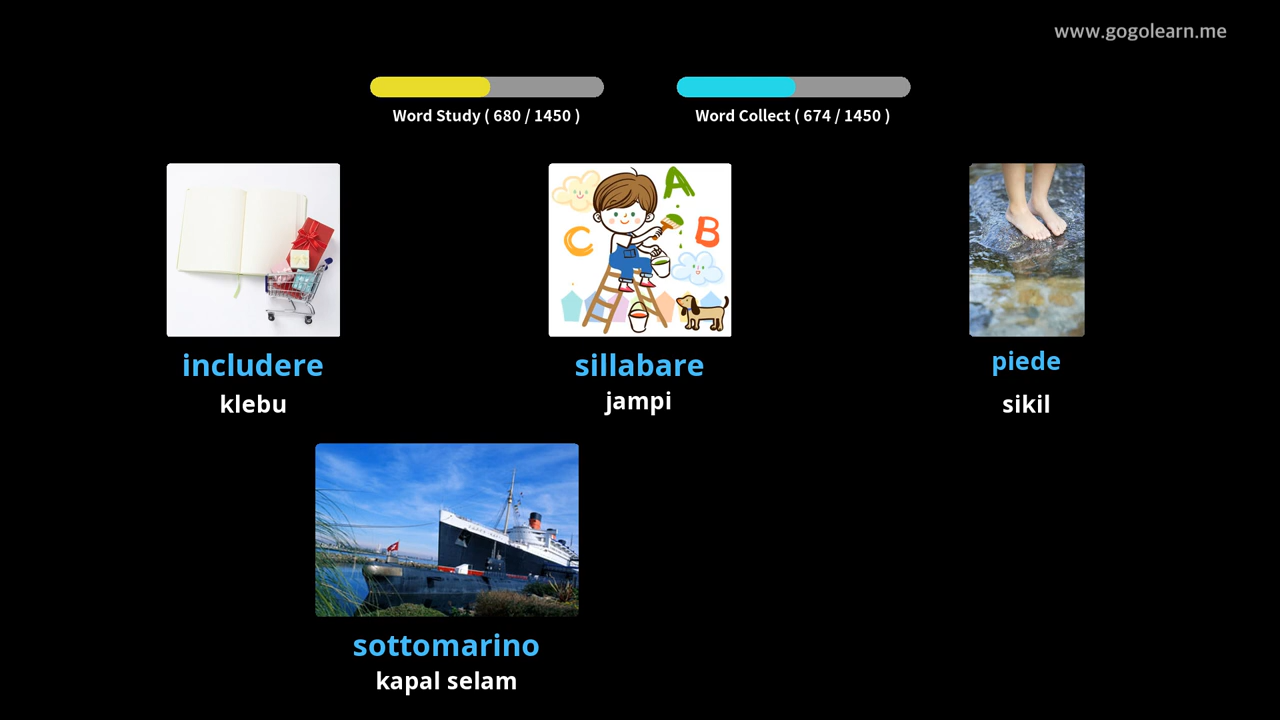 www.gogolearn.me
Word Study ( 680 / 1450 )
Word Collect ( 674 / 1450 )
includere
klebu
sillabare
jampi
piede
sikil
A
B
C
sottomarino
kapal selam